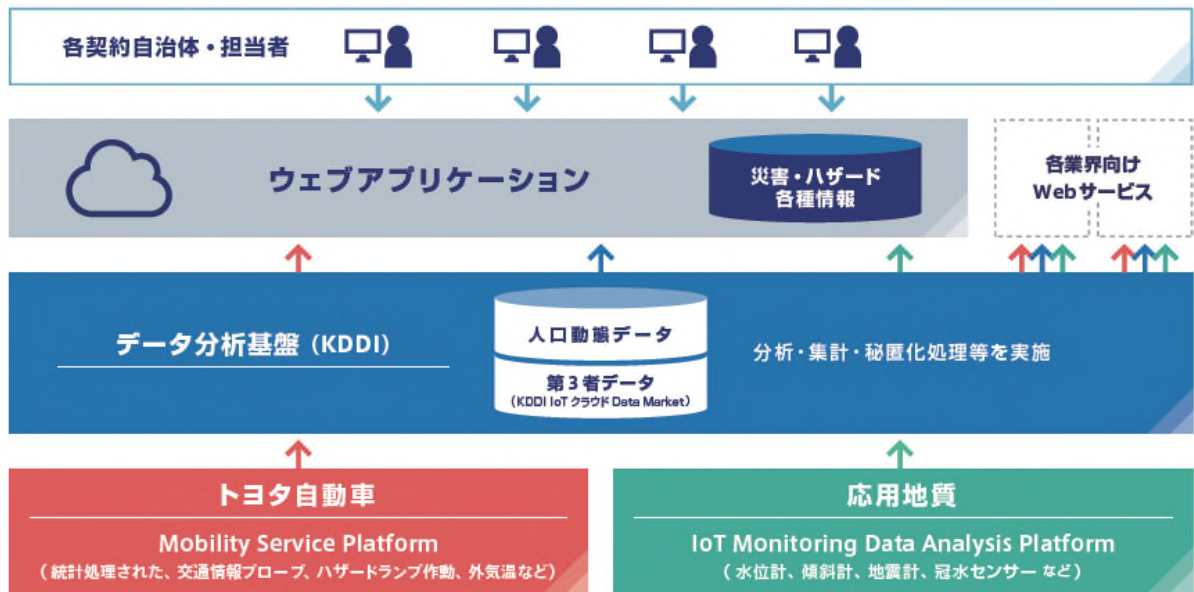 各契約自治体・担当者
ウェブアプリケーション
災害・ハザード
各種情報
各業界向け
Webサービス
データ分析基盤（KDDI）
人口動態データ
第3者データ
（KDDI IoT クラウド Data Market）
分析・集計・秘匿化処理等を実施
トヨタ自動車
Mobility Service Platform
（統計処理された、交通情報プローブ、ハザードランプ作動、外気温など）
応用地質
IoT Monitoring Data Analysis Platform
（水位計、傾斜計、地震計、冠水センサー など）